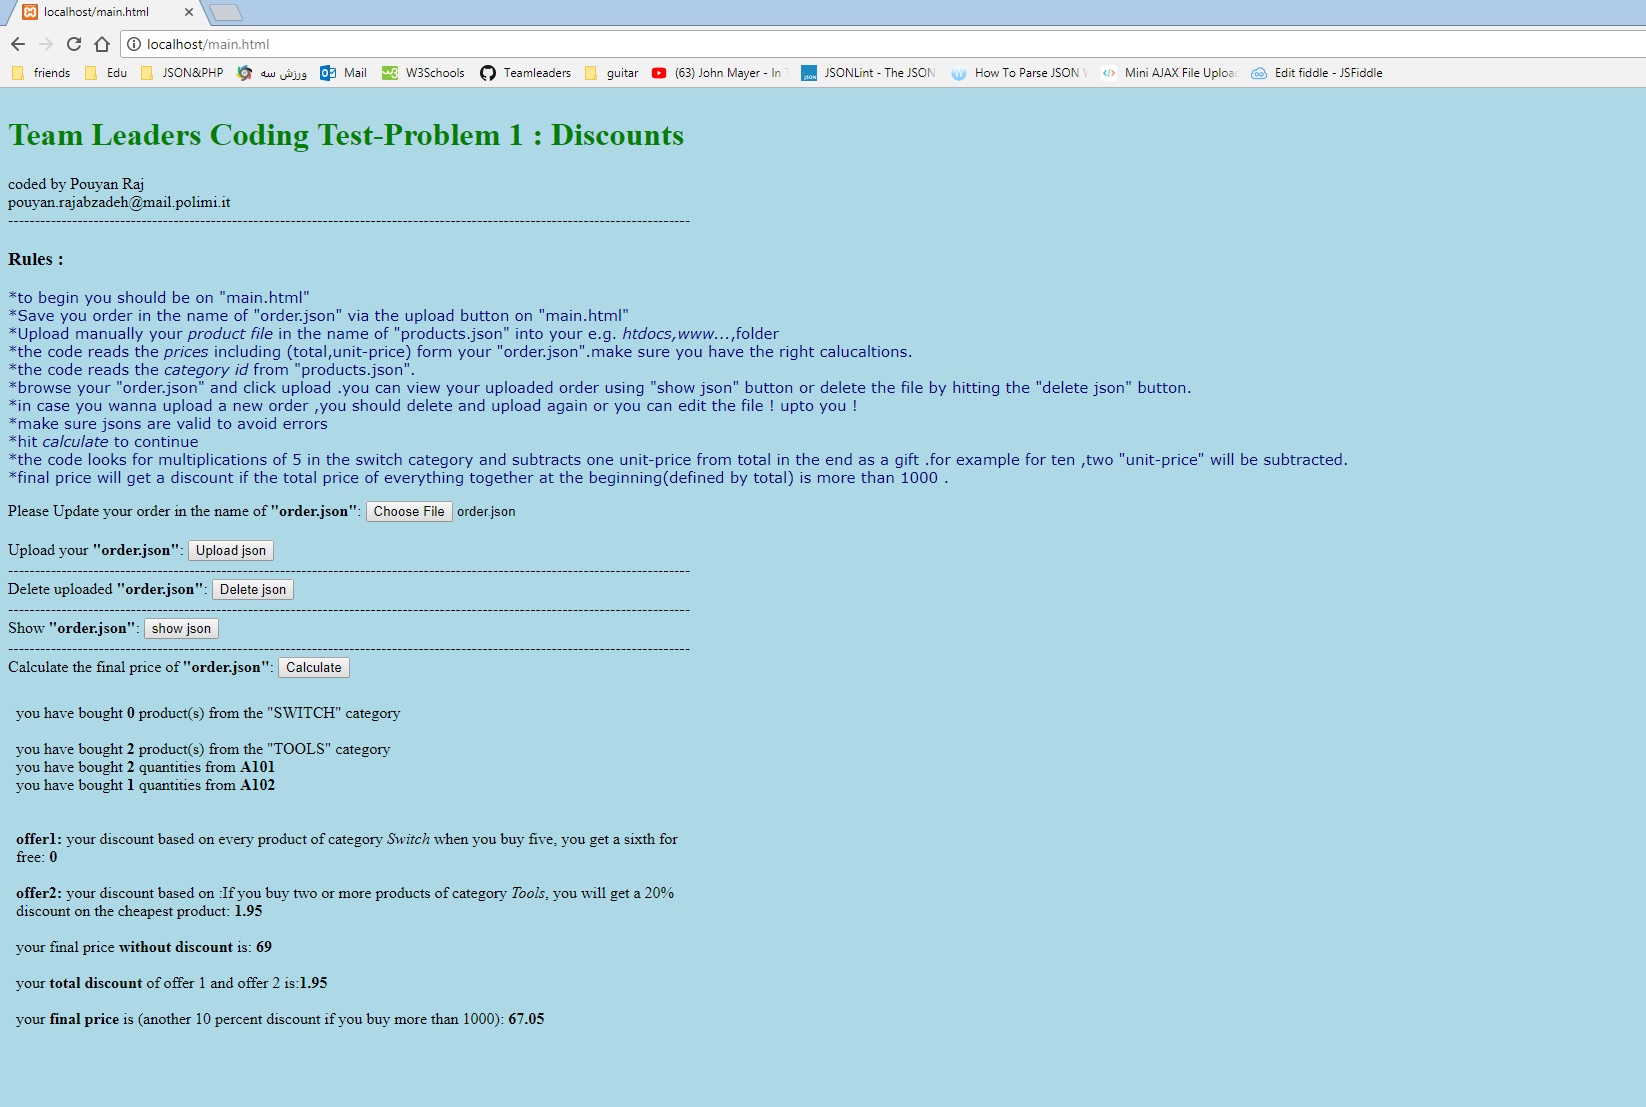 localhost/main.html
localhost/main.html
friends Edu JSON&PHP ورزش سه Mail W3Schools Teamleaders guitar (63) John Mayer - In JSONLint - The JSON How To Parse JSON Mini AJAX File Uploa Edit fiddle - JSFiddle
Team Leaders Coding Test-Problem 1 : Discounts
coded by Pouyan Raj
pouyan.rajabzadeh@mail.polimi.it
--------------------------------------------------------------------------------------------------------------------------------------------
Rules :
*to begin you should be on "main.html"
*Save you order in the name of "order.json" via the upload button on "main.html"
*Upload manually your product file in the name of "products.json" into your e.g. htdocs,www...,folder
*the code reads the prices including (total,unit-price) form your "order.json".make sure you have the right calucaltions.
*the code reads the category id from "products.json".
*browse your "order.json" and click upload .you can view your uploaded order using "show json" button or delete the file by hitting the "delete json" button.
*in case you wanna upload a new order ,you should delete and upload again or you can edit the file ! upto you !
*make sure jsons are valid to avoid errors
*hit calculate to continue
*the code looks for multiplications of 5 in the switch category and subtracts one unit-price from total in the end as a gift .for example for ten ,two "unit-price" will be subtracted.
*final price will get a discount if the total price of everything together at the beginning(defined by total) is more than 1000 .
Please Update your order in the name of "order.json": Choose File order.json
Upload your "order.json": Upload json
--------------------------------------------------------------------------------------------------------------------------------------------
Delete uploaded "order.json": Delete json
--------------------------------------------------------------------------------------------------------------------------------------------
Show "order.json": show json
--------------------------------------------------------------------------------------------------------------------------------------------
Calculate the final price of "order.json": Calculate
you have bought 0 product(s) from the "SWITCH" category
you have bought 2 product(s) from the "TOOLS" category
you have bought 2 quantities from A101
you have bought 1 quantities from A102
offer1: your discount based on every product of category Switch when you buy five, you get a sixth for
free: 0
offer2: your discount based on :If you buy two or more products of category Tools, you will get a 20%
discount on the cheapest product: 1.95
your final price without discount is: 69
your total discount of offer 1 and offer 2 is:1.95
your final price is (another 10 percent discount if you buy more than 1000): 67.05